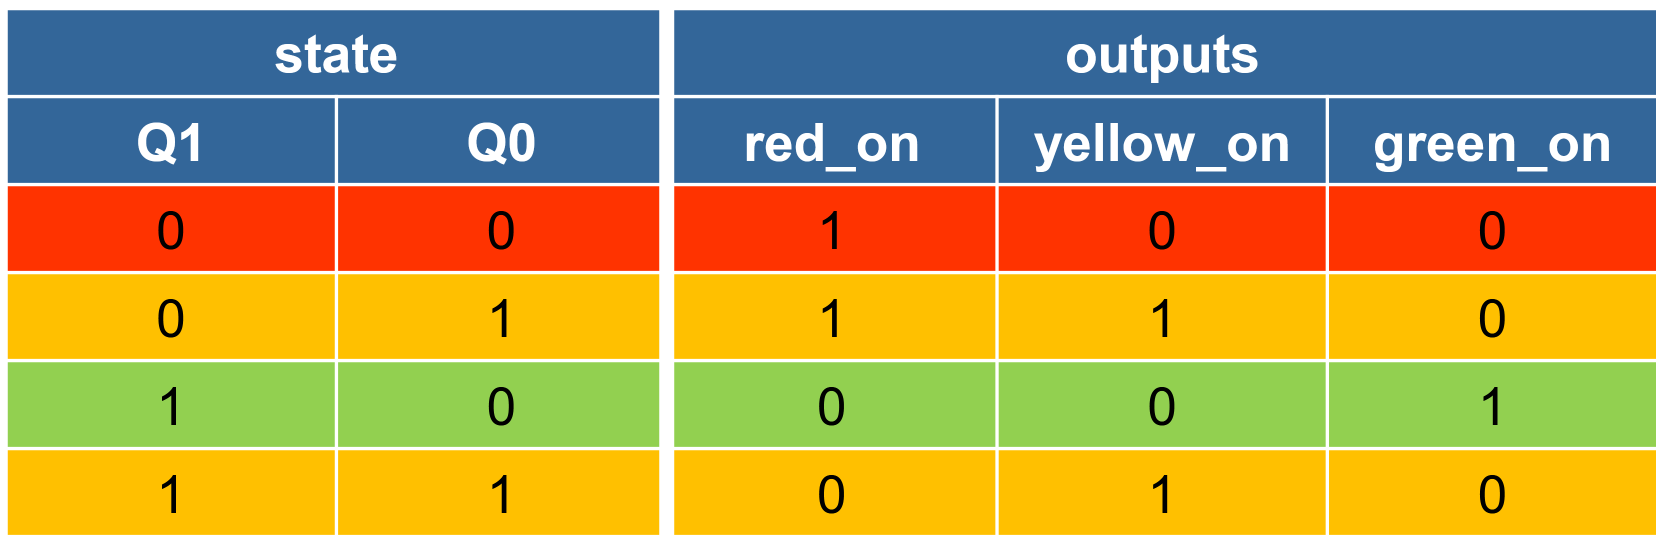 state outputs
Q1 Q0 red_on yellow_on green_on
0 0 1 0 0
0 1 1 1 0
1 0 0 0 1
1 1 0 1 0